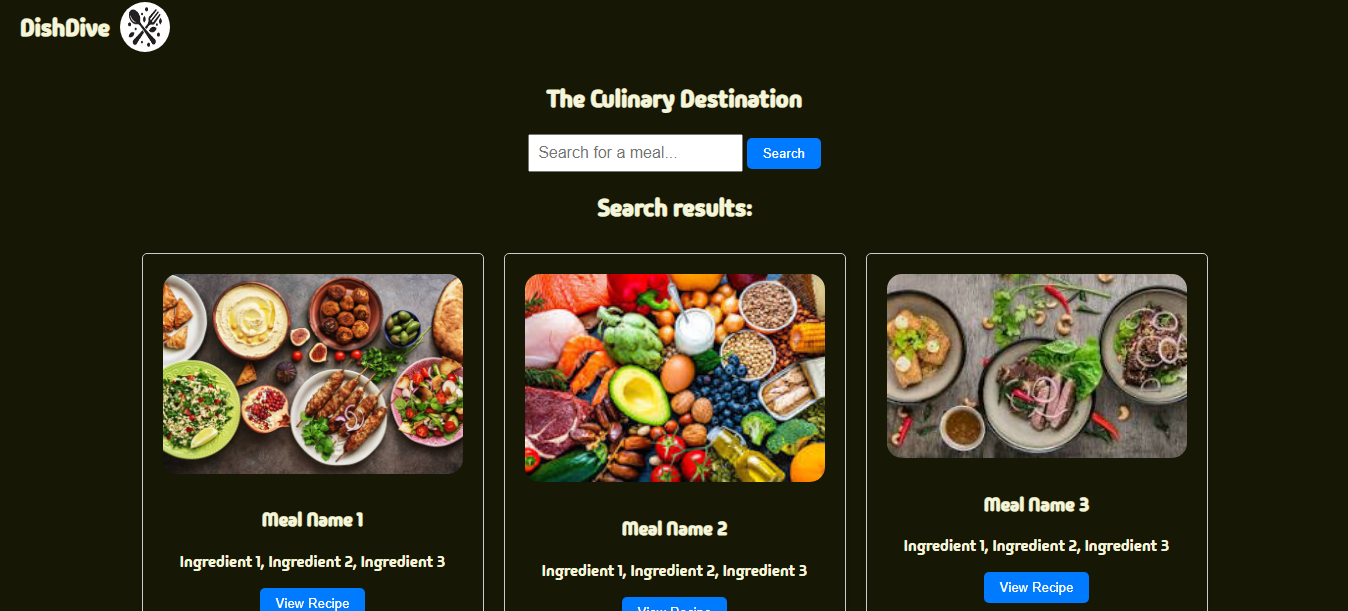 DishDive
The Culinary Destination
Search for a meal...
Search
Search results:
Meal Name 1
Ingredient 1, Ingredient 2, Ingredient 3
View Recipe
Meal Name 2
Ingredient 1, Ingredient 2, Ingredient 3
View Recipe
Meal Name 3
Ingredient 1, Ingredient 2, Ingredient 3
View Recipe